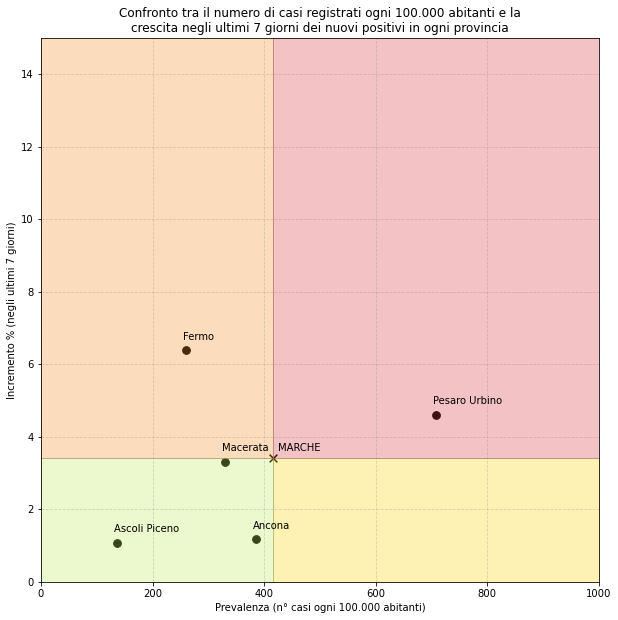 Confronto tra il numero di casi registrati ogni 100.000 abitanti e la
crescita negli ultimi 7 giorni dei nuovi positivi in ogni provincia
Incremento % (negli ultimi 7 giorni)
14
12
10
8
6
4
2
0
Fermo
Pesaro Urbino
Macerata
MARCHE
Ascoli Piceno
Ancona
0
200
400
600
800
1000
Prevalenza (n° casi ogni 100.000 abitanti)